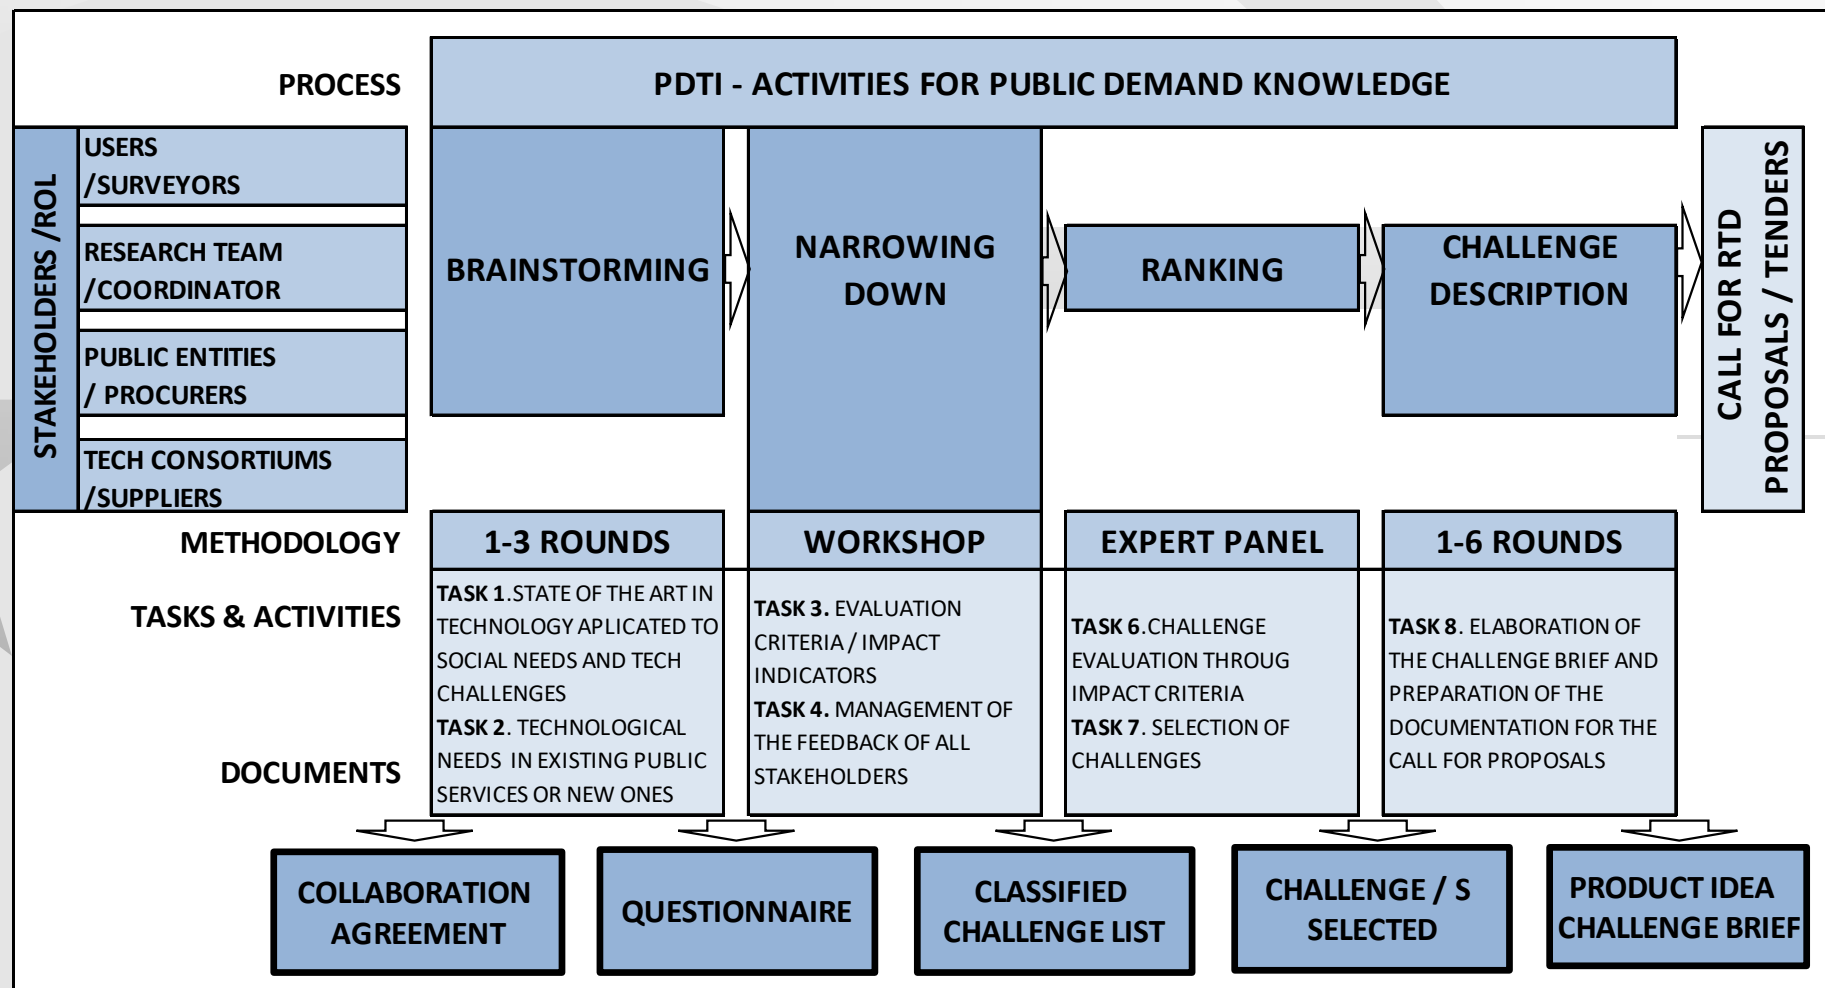 PROCESS
PDTI - ACTIVITIES FOR PUBLIC DEMAND KNOWLEDGE
STAKEHOLDERS /ROL
USERS
/SURVEYORS
RESEARCH TEAM
/COORDINATOR
PUBLIC ENTITIES
/ PROCURERS
TECH CONSORTIUMS
/SUPPLIERS
BRAINSTORMING
NARROWING
DOWN
RANKING
CHALLENGE
DESCRIPTION
CALL FOR RTD
PROPOSALS / TENDERS
METHODOLOGY
1-3 ROUNDS
WORKSHOP
EXPERT PANEL
1-6 ROUNDS
TASKS & ACTIVITIES
TASK 1.STATE OF THE ART IN
TECHNOLOGY APLICATED TO
SOCIAL NEEDS AND TECH
CHALLENGES
TASK 2. TECHNOLOGICAL
NEEDS IN EXISTING PUBLIC
SERVICES OR NEW ONES
TASK 3. EVALUATION
CRITERIA / IMPACT
INDICATORS
TASK 4. MANAGEMENT OF
THE FEEDBACK OF ALL
STAKEHOLDERS
TASK 6.CHALLENGE
EVALUATION THROUG
IMPACT CRITERIA
TASK 7. SELECTION OF
CHALLENGES
TASK 8. ELABORATION OF
THE CHALLENGE BRIEF AND
PREPARATION OF THE
DOCUMENTATION FOR THE
CALL FOR PROPOSALS
DOCUMENTS
COLLABORATION
AGREEMENT
QUESTIONNAIRE
CLASSIFIED
CHALLENGE LIST
CHALLENGE / S
SELECTED
PRODUCT IDEA
CHALLENGE BRIEF